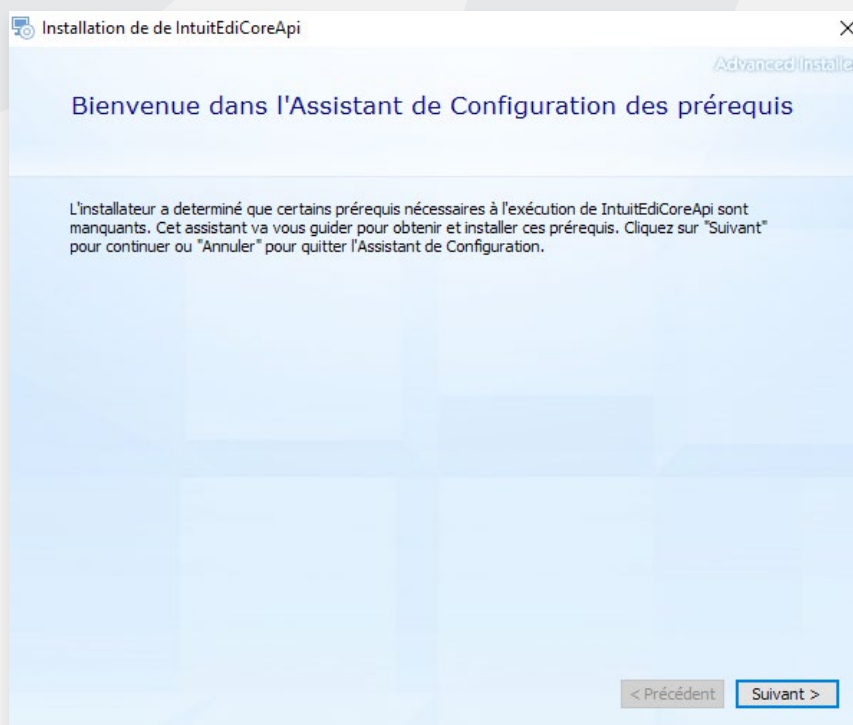 Installation de de IntuitEdiCoreApi
Advanced Installe
Bienvenue dans l'Assistant de Configuration des prérequis
L'installateur a determiné que certains prérequis nécessaires à l'exécution de IntuitEdiCoreApi sont
manquants. Cet assistant va vous guider pour obtenir et installer ces prérequis. Cliquez sur "Suivant"
pour continuer ou "Annuler" pour quitter l'Assistant de Configuration.
< Précédent Suivant >